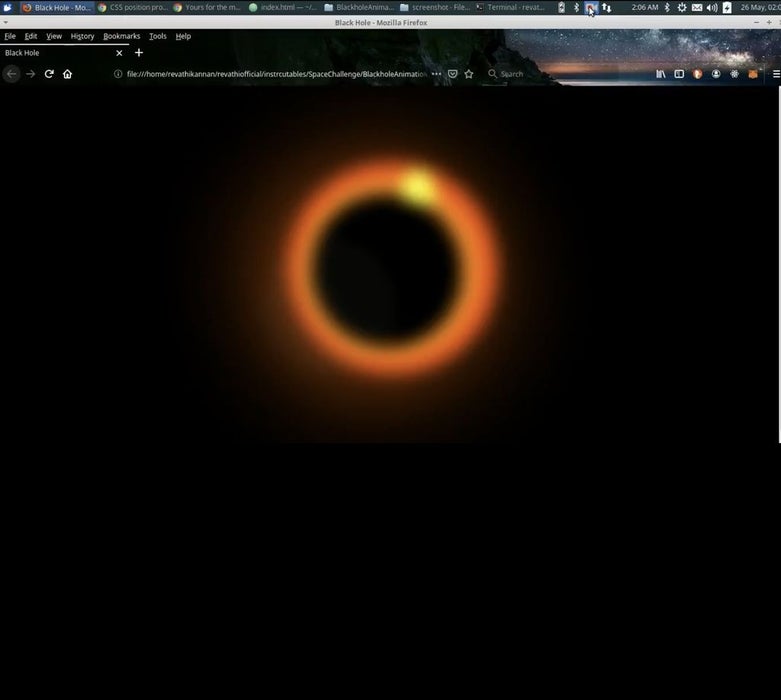 Black Hole - Mo... CSS position pro... Yours for the m... index.html — ~/... BlackholeAnima... screenshot - File... Terminal - revat... 2:06 AM 26 May, 02:0
Black Hole - Mozilla Firefox
File Edit View History Bookmarks Tools Help
Black Hole
file:///home/revathikannan/revathiofficial/instrcutables/SpaceChallenge/BlackholeAnimatio
Search